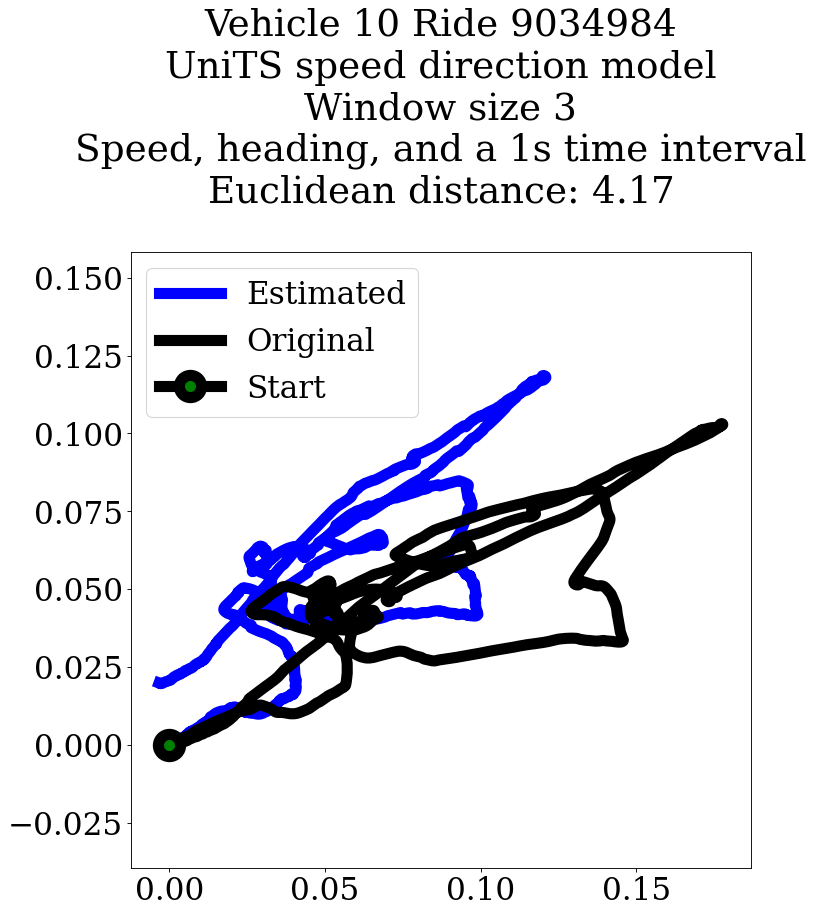 Vehicle 10 Ride 9034984
UniTS speed direction model
Window size 3
Speed, heading, and a 1s time interval
Euclidean distance: 4.17
Estimated
Original
Start
0.150
0.125
0.100
0.075
0.050
0.025
0.000
−0.025
0.00 0.05 0.10 0.15